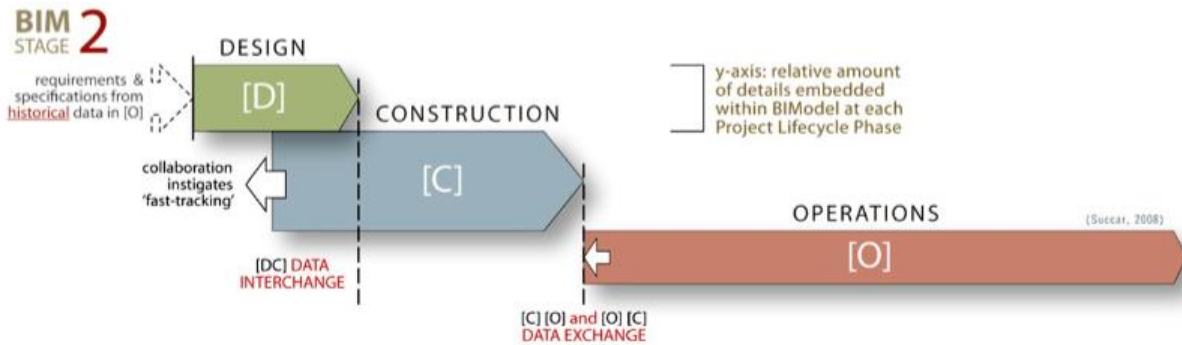 BIM
STAGE 2
DESIGN
requirements &
specifications from
historical data in [O]
[D]
y-axis: relative amount
of details embedded
within BIModel at each
Project Lifecycle Phase
CONSTRUCTION
collaboration
instigates
'fast-tracking'
[C]
OPERATIONS
(Succar, 2008)
[O]
[DC] DATA
INTERCHANGE
[C] [O] and [O] [C]
DATA EXCHANGE